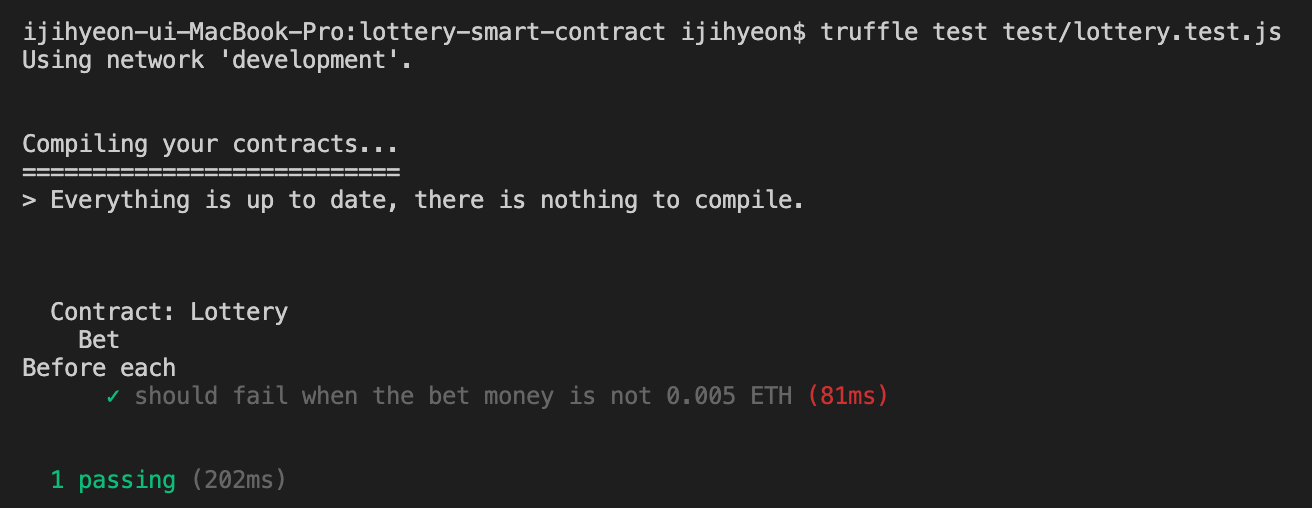 ijihyeon-ui-MacBook-Pro:lottery-smart-contract ijihyeon$ truffle test test/lottery.test.js
Using network 'development'.
Compiling your contracts...
===========================
> Everything is up to date, there is nothing to compile.
Contract: Lottery
Bet
Before each
✓ should fail when the bet money is not 0.005 ETH (81ms)
1 passing (202ms)